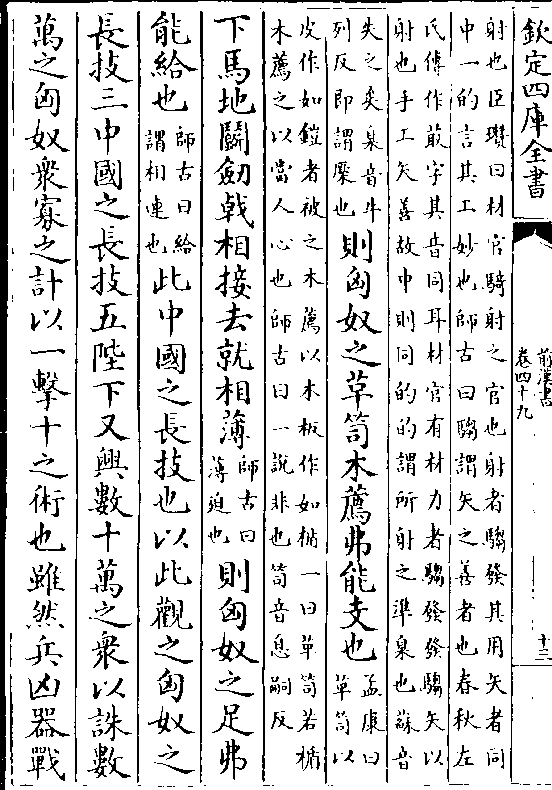 欽定四庫全書
前漢書
卷四十九
十三
射也臣瓚曰材官騎射之官也射者騶發其用矢者同
中一的言其工妙也師古曰騶謂矢之善者也春秋左
氏傳作菆字其音同耳材官有材力者騶發發騶矢以
射也手工矢善故中則同的的謂所射之準臬也蘇音
失之矣臬音牛
列反即謂麋也
則匈奴之草笥木薦弗能支也
孟康曰
草笥以
皮作如鎧者被之木薦以木板作如楯一曰草笥若楯
木薦之以當人心也師古曰一說非也笥音息嗣反
下馬地鬭劒戟相接去就相薄
師古曰
薄迫也
則匈奴之足弗
能給也
師古曰給
謂相連也
此中國之長技也以此觀之匈奴之
長技三中國之長技五陛下又興數十萬之衆以誅數
萬之匈奴衆寡之計以一擊十之術也雖然兵凶器戰